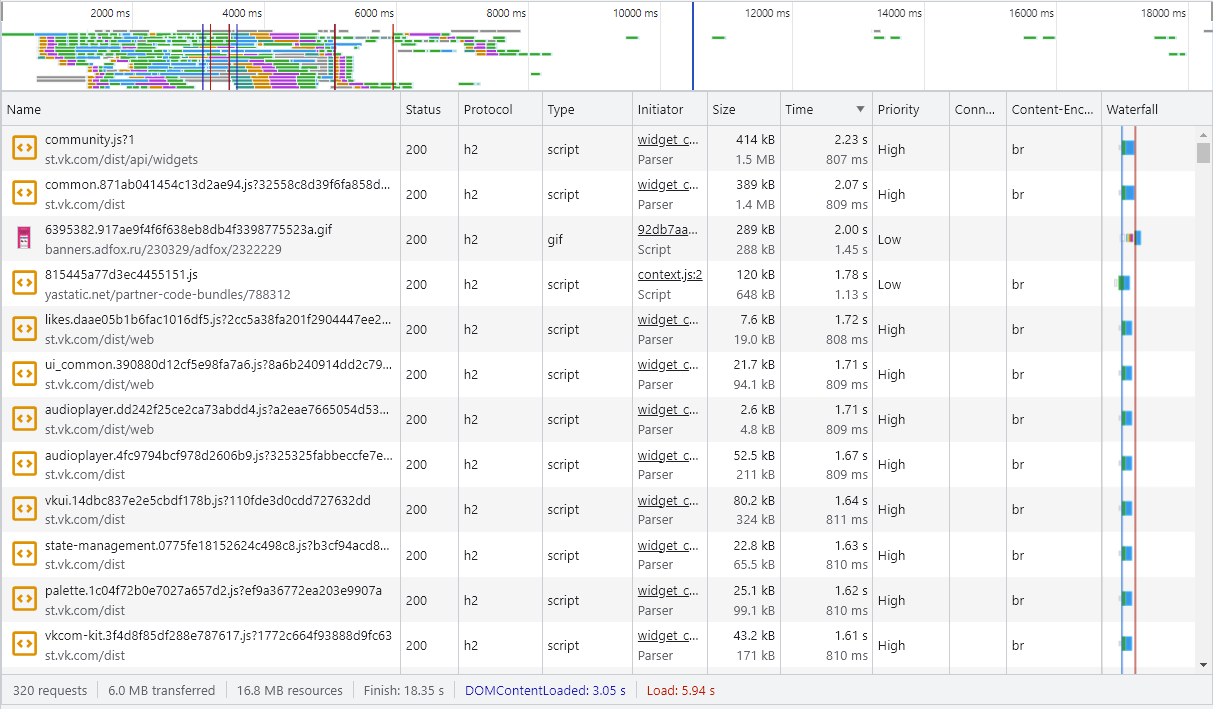 2000 ms 4000 ms 6000 ms 8000 ms 10000 ms 12000 ms 14000 ms 16000 ms 18000 ms
Name Status Protocol Type Initiator Size Time Priority Conn... Content-Enc... Waterfall
community.js?1 200 h2 script widget_c... 414 kB 2.23 s High br
st.vk.com/dist/api/widgets Parser 1.5 MB 807 ms
common.871ab041454c13d2ae94.js?32558c8d39f6fa858d... 200 h2 script widget_c... 389 kB 2.07 s High br
st.vk.com/dist Parser 1.4 MB 809 ms
6395382.917ae9f4f6f638eb8db4f3398775523a.gif 200 h2 gif 92db7aa... 289 kB 2.00 s Low
banners.adfox.ru/230329/adfox/2322229 Script 288 kB 1.45 s
815445a77d3ec4455151.js 200 h2 script context.js:2 120 kB 1.78 s Low br
yastatic.net/partner-code-bundles/788312 Script 648 kB 1.13 s
likes.daae05b1b6fac1016df5.js?2cc5a38fa201f2904447ee2... 200 h2 script widget_c... 7.6 kB 1.72 s High br
st.vk.com/dist/web Parser 19.0 kB 808 ms
ui_common.390880d12cf5e98fa7a6.js?8a6b240914dd2c79... 200 h2 script widget_c... 21.7 kB 1.71 s High br
st.vk.com/dist/web Parser 94.1 kB 809 ms
audioplayer.dd242f25ce2ca73abdd4.js?a2eae7665054d53... 200 h2 script widget_c... 2.6 kB 1.71 s High br
st.vk.com/dist/web Parser 4.8 kB 809 ms
audioplayer.4fc9794bcf978d2606b9.js?325325fabbeccfe7e... 200 h2 script widget_c... 52.5 kB 1.67 s High br
st.vk.com/dist Parser 211 kB 809 ms
vkui.14dbc837e2e5cbdf178b.js?110fde3d0cdd727632dd 200 h2 script widget_c... 80.2 kB 1.64 s High br
st.vk.com/dist Parser 324 kB 811 ms
state-management.0775fe18152624c498c8.js?b3cf94acd8... 200 h2 script widget_c... 22.8 kB 1.63 s High br
st.vk.com/dist Parser 65.5 kB 810 ms
palette.1c04f72b0e7027a657d2.js?ef9a36772ea203e9907a 200 h2 script widget_c... 25.1 kB 1.62 s High br
st.vk.com/dist Parser 99.1 kB 810 ms
vkcom-kit.3f4d8f85df288e787617.js?1772c664f93888d9fc63 200 h2 script widget_c... 43.2 kB 1.61 s High br
st.vk.com/dist Parser 171 kB 810 ms
320 requests 6.0 MB transferred 16.8 MB resources Finish: 18.35 s DOMContentLoaded: 3.05 s Load: 5.94 s